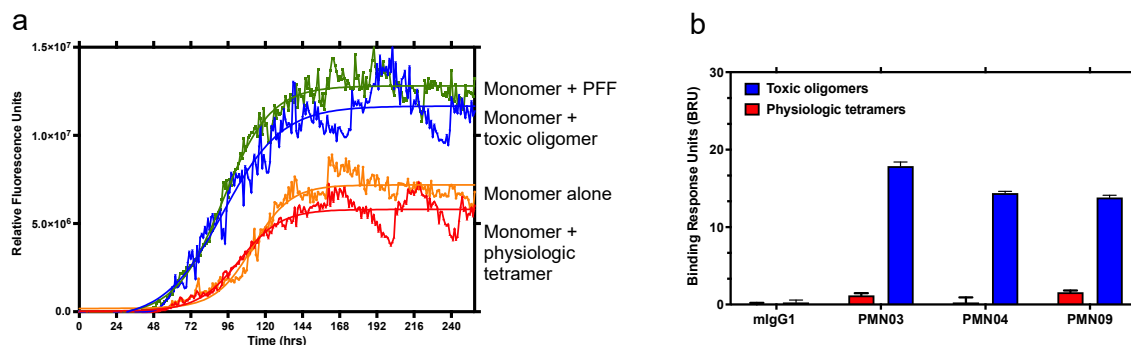 a
Relative Fluorescence Units
1.5×10⁷
1.0×10⁷
5.0×10⁶
0.0
0 24 48 72 96 120 144 168 192 216 240
Time (hrs)
Monomer + PFF
Monomer +
toxic oligomer
Monomer alone
Monomer +
physiologic
tetramer
b
Binding Response Units (BRU)
30
20
10
0
Toxic oligomers
Physiologic tetramers
mIgG1 PMN03 PMN04 PMN09